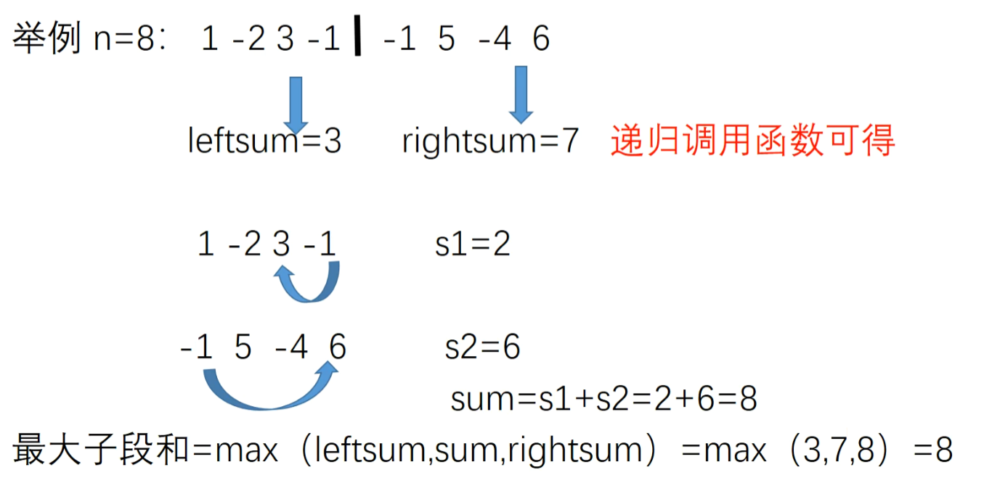 举例 n=8： 1 -2 3 -1 | -1 5 -4 6
leftsum=3 rightsum=7 递归调用函数可得
1 -2 3 -1 s1=2
-1 5 -4 6 s2=6
sum=s1+s2=2+6=8
最大子段和=max（leftsum,sum,rightsum）=max（3,7,8）=8